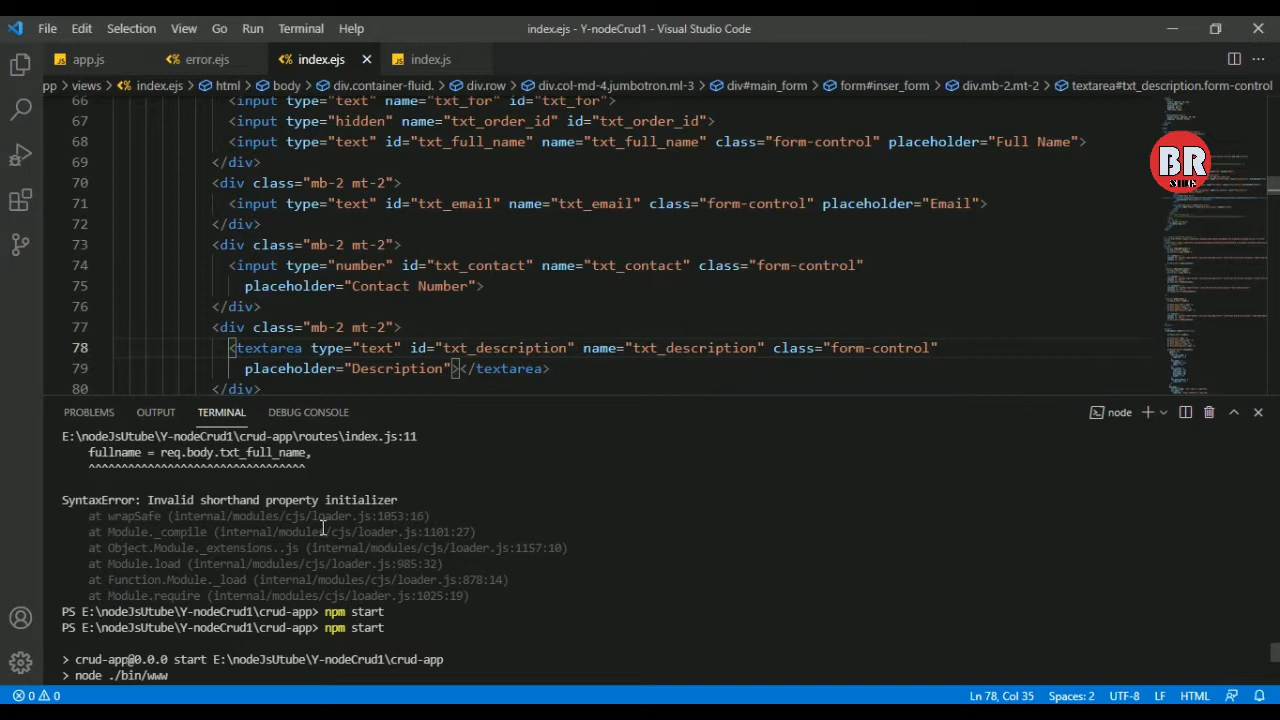 File Edit Selection View Go Run Terminal Help index.ejs - Y-nodeCrud1 - Visual Studio Code
app.js error.ejs index.ejs index.js
pp > views > index.ejs > html > body > div.container-fluid. > div.row > div.col-md-4.jumbotron.ml-3 > div#main_form > form#inser_form > div.mb-2.mt-2 > textarea#txt_description.form-control
66 <input type="text" name="txt_for" id="txt_for">
67 <input type="hidden" name="txt_order_id" id="txt_order_id">
68 <input type="text" id="txt_full_name" name="txt_full_name" class="form-control" placeholder="Full Name">
69 </div>
70 <div class="mb-2 mt-2">
71 <input type="text" id="txt_email" name="txt_email" class="form-control" placeholder="Email">
72 </div>
73 <div class="mb-2 mt-2">
74 <input type="number" id="txt_contact" name="txt_contact" class="form-control"
75 placeholder="Contact Number">
76 </div>
77 <div class="mb-2 mt-2">
78 <textarea type="text" id="txt_description" name="txt_description" class="form-control"
79 placeholder="Description"></textarea>
80 </div>
BR
PROBLEMS OUTPUT TERMINAL DEBUG CONSOLE node
E:\nodeJsUtube\Y-nodeCrud1\crud-app\routes\index.js:11
fullname = req.body.txt_full_name,
^^^^^^^^^^^^^^^^^^^^^^^^^^^^^^^^^
SyntaxError: Invalid shorthand property initializer
at wrapSafe (internal/modules/cjs/loader.js:1053:16)
at Module._compile (internal/modules/cjs/loader.js:1101:27)
at Object.Module._extensions..js (internal/modules/cjs/loader.js:1157:10)
at Module.load (internal/modules/cjs/loader.js:985:32)
at Function.Module._load (internal/modules/cjs/loader.js:878:14)
at Module.require (internal/modules/cjs/loader.js:1025:19)
PS E:\nodeJsUtube\Y-nodeCrud1\crud-app> npm start
PS E:\nodeJsUtube\Y-nodeCrud1\crud-app> npm start
> crud-app@0.0.0 start E:\nodeJsUtube\Y-nodeCrud1\crud-app
> node ./bin/www
0 0 Ln 78, Col 35 Spaces: 2 UTF-8 LF HTML